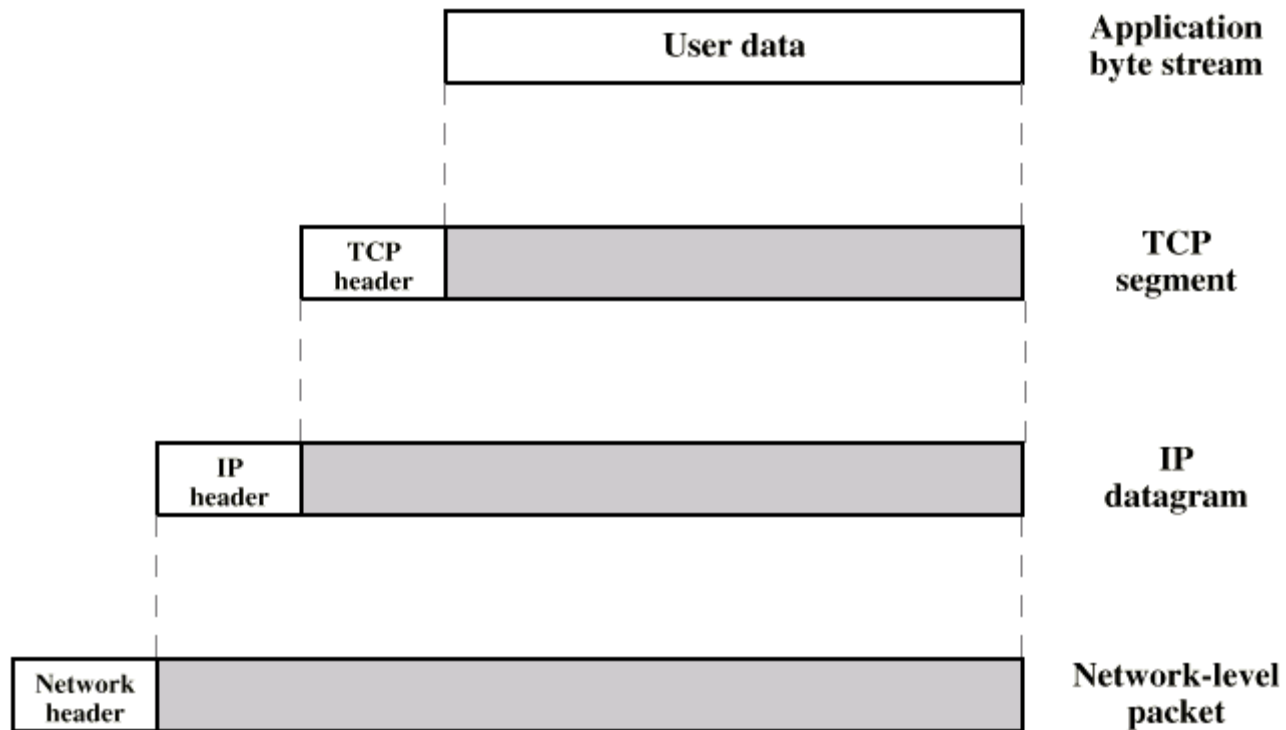 User data
Application
byte stream
TCP
header
TCP
segment
IP
header
IP
datagram
Network
header
Network-level
packet